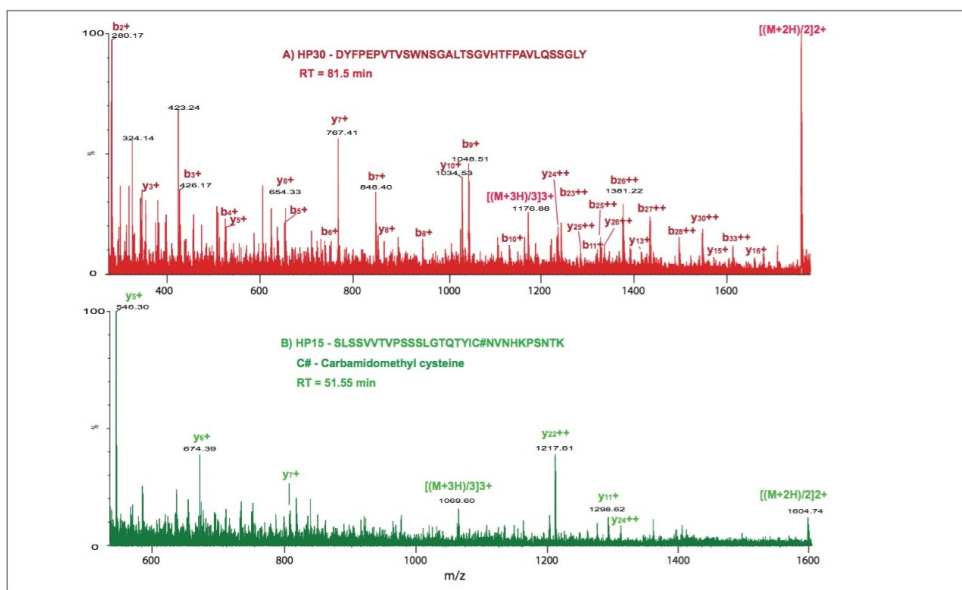 100
b2+
280.17
A) HP30 - DYFPEPVTVSWNSGALTSGVHTFPAVLQSSGLY
RT = 81.5 min
[(M+2H)/2]2+
423.24
324.14
%
y3+
b3+
426.17
b4+
y5+
y6+
654.33
b5+
b6+
y7+
767.41
b7+
848.40
y8+
b8+
y10+
1034.53
b9+
1048.51
b10+
[(M+3H)/3]3+
1176.88
y24++
b23++
y25++
b11+
b25++
y26++
b26++
1381.22
y13+
b27++
b28++
y30++
y15+
b33++
y16+
0
400
600
800
1000
1200
1400
1600
y5+
546.30
100
B) HP15 - SLSSVVTVPSSSLGTQTYIC#NVNHKPSNTK
C# - Carbamidomethyl cysteine
RT = 51.55 min
%
y6+
674.39
y7+
[(M+3H)/3]3+
1069.60
y22++
1217.61
y11+
1298.62
y24++
[(M+2H)/2]2+
1604.74
0
600
800
1000
1200
1400
1600
m/z